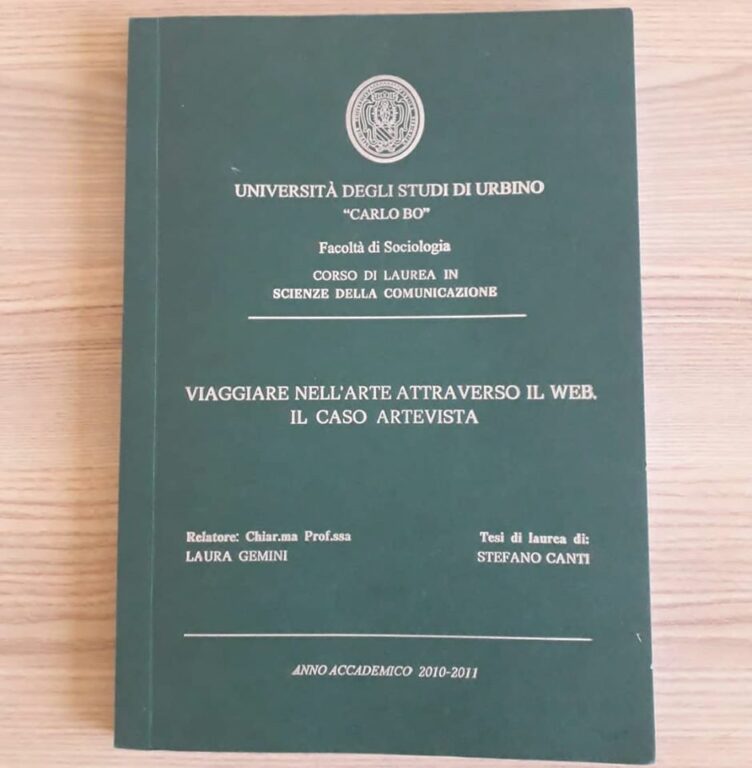 UNIVERSITÀ DEGLI STUDI DI URBINO
"CARLO BO"
Facoltà di Sociologia
CORSO DI LAUREA IN
SCIENZE DELLA COMUNICAZIONE
VIAGGIARE NELL'ARTE ATTRAVERSO IL WEB.
IL CASO ARTEVISTA
Relatore: Chiar.ma Prof.ssa
LAURA GEMINI
Tesi di laurea di:
STEFANO CANTI
ANNO ACCADEMICO 2010-2011